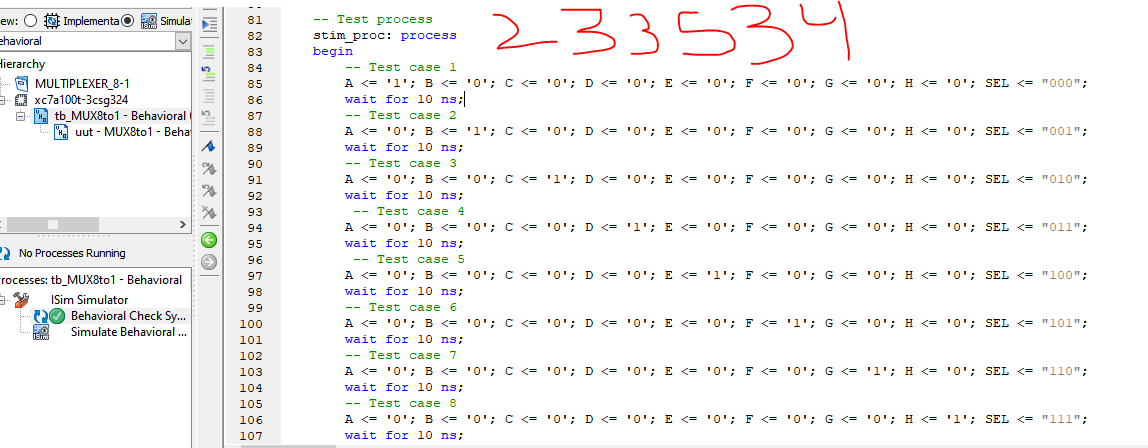 ew: Implementa Simulat
ehavioral
Hierarchy
MULTIPLEXER_8-1
xc7a100t-3csg324
tb_MUX8to1 - Behavioral (
uut - MUX8to1 - Beha
No Processes Running
rocesses: tb_MUX8to1 - Behavioral
ISim Simulator
Behavioral Check Sy...
Simulate Behavioral ...
2-33534
81 -- Test process
82 stim_proc: process
83 begin
84 -- Test case 1
85 A <= '1'; B <= '0'; C <= '0'; D <= '0'; E <= '0'; F <= '0'; G <= '0'; H <= '0'; SEL <= "000";
86 wait for 10 ns;
87 -- Test case 2
88 A <= '0'; B <= '1'; C <= '0'; D <= '0'; E <= '0'; F <= '0'; G <= '0'; H <= '0'; SEL <= "001";
89 wait for 10 ns;
90 -- Test case 3
91 A <= '0'; B <= '0'; C <= '1'; D <= '0'; E <= '0'; F <= '0'; G <= '0'; H <= '0'; SEL <= "010";
92 wait for 10 ns;
93 -- Test case 4
94 A <= '0'; B <= '0'; C <= '0'; D <= '1'; E <= '0'; F <= '0'; G <= '0'; H <= '0'; SEL <= "011";
95 wait for 10 ns;
96 -- Test case 5
97 A <= '0'; B <= '0'; C <= '0'; D <= '0'; E <= '1'; F <= '0'; G <= '0'; H <= '0'; SEL <= "100";
98 wait for 10 ns;
99 -- Test case 6
100 A <= '0'; B <= '0'; C <= '0'; D <= '0'; E <= '0'; F <= '1'; G <= '0'; H <= '0'; SEL <= "101";
101 wait for 10 ns;
102 -- Test case 7
103 A <= '0'; B <= '0'; C <= '0'; D <= '0'; E <= '0'; F <= '0'; G <= '1'; H <= '0'; SEL <= "110";
104 wait for 10 ns;
105 -- Test case 8
106 A <= '0'; B <= '0'; C <= '0'; D <= '0'; E <= '0'; F <= '0'; G <= '0'; H <= '1'; SEL <= "111";
107 wait for 10 ns;